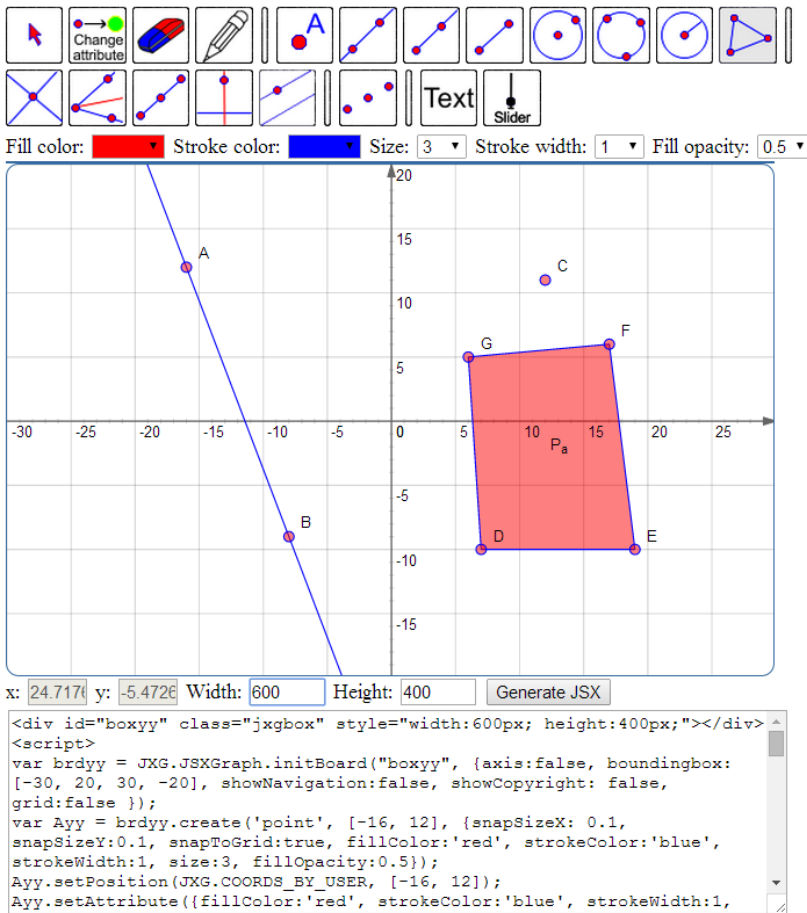 Change
attribute
A
Text
Slider
Fill color: Stroke color: Size: 3 Stroke width: 1 Fill opacity: 0.5
20
A
15
C
10
G F
5
-30 -25 -20 -15 -10 -5 0 5 10 15 20 25
Pa
-5
B
D E
-10
-15
x: 24.7176 y: -5.4726 Width: 600 Height: 400 Generate JSX
<div id="boxyy" class="jxgbox" style="width:600px; height:400px;"></div>
<script>
var brdyy = JXG.JSXGraph.initBoard("boxyy", {axis:false, boundingbox:
[-30, 20, 30, -20], showNavigation:false, showCopyright: false,
grid:false });
var Ayy = brdyy.create('point', [-16, 12], {snapSizeX: 0.1,
snapSizeY:0.1, snapToGrid:true, fillColor:'red', strokeColor:'blue',
strokeWidth:1, size:3, fillOpacity:0.5});
Ayy.setPosition(JXG.COORDS_BY_USER, [-16, 12]);
Ayy.setAttribute({fillColor:'red', strokeColor:'blue', strokeWidth:1,